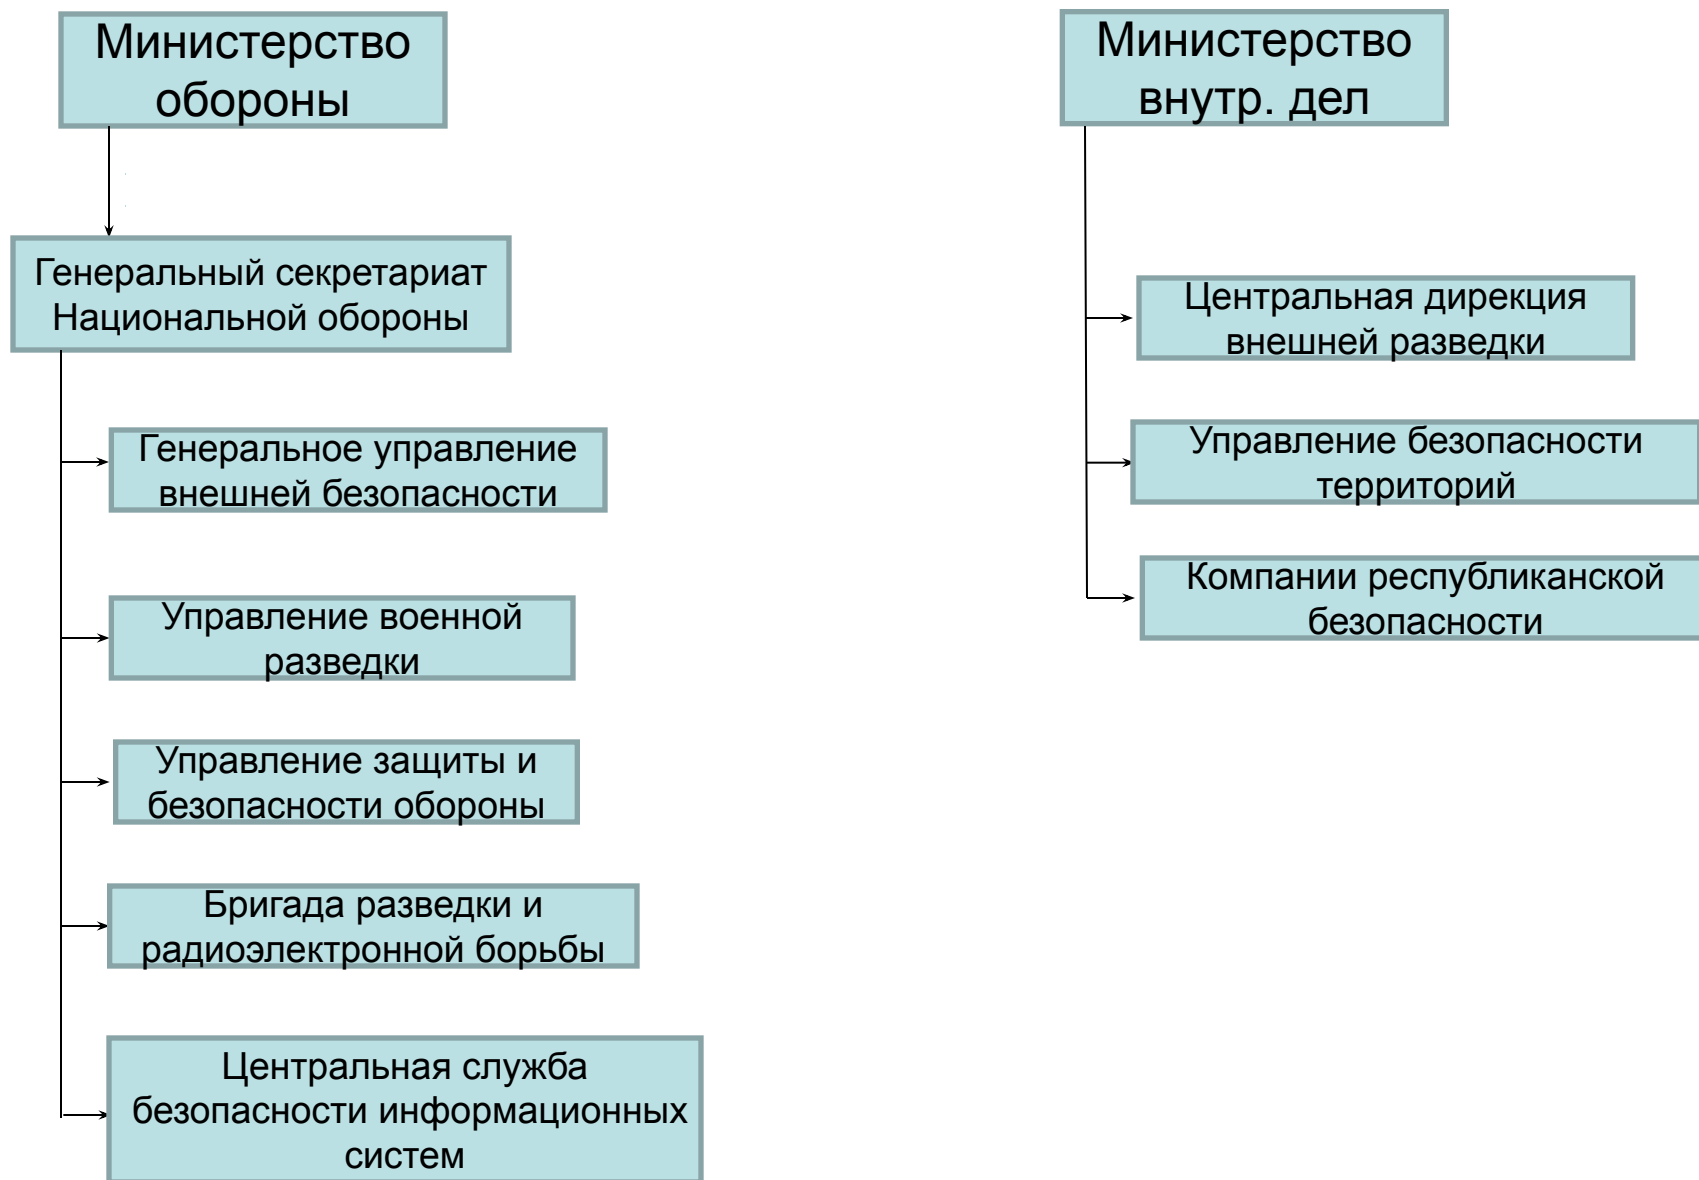 Министерство
обороны
Генеральный секретариат
Национальной обороны
Генеральное управление
внешней безопасности
Управление военной
разведки
Управление защиты и
безопасности обороны
Бригада разведки и
радиоэлектронной борьбы
Центральная служба
безопасности информационных
систем
Министерство
внутр. дел
Центральная дирекция
внешней разведки
Управление безопасности
территорий
Компании республиканской
безопасности